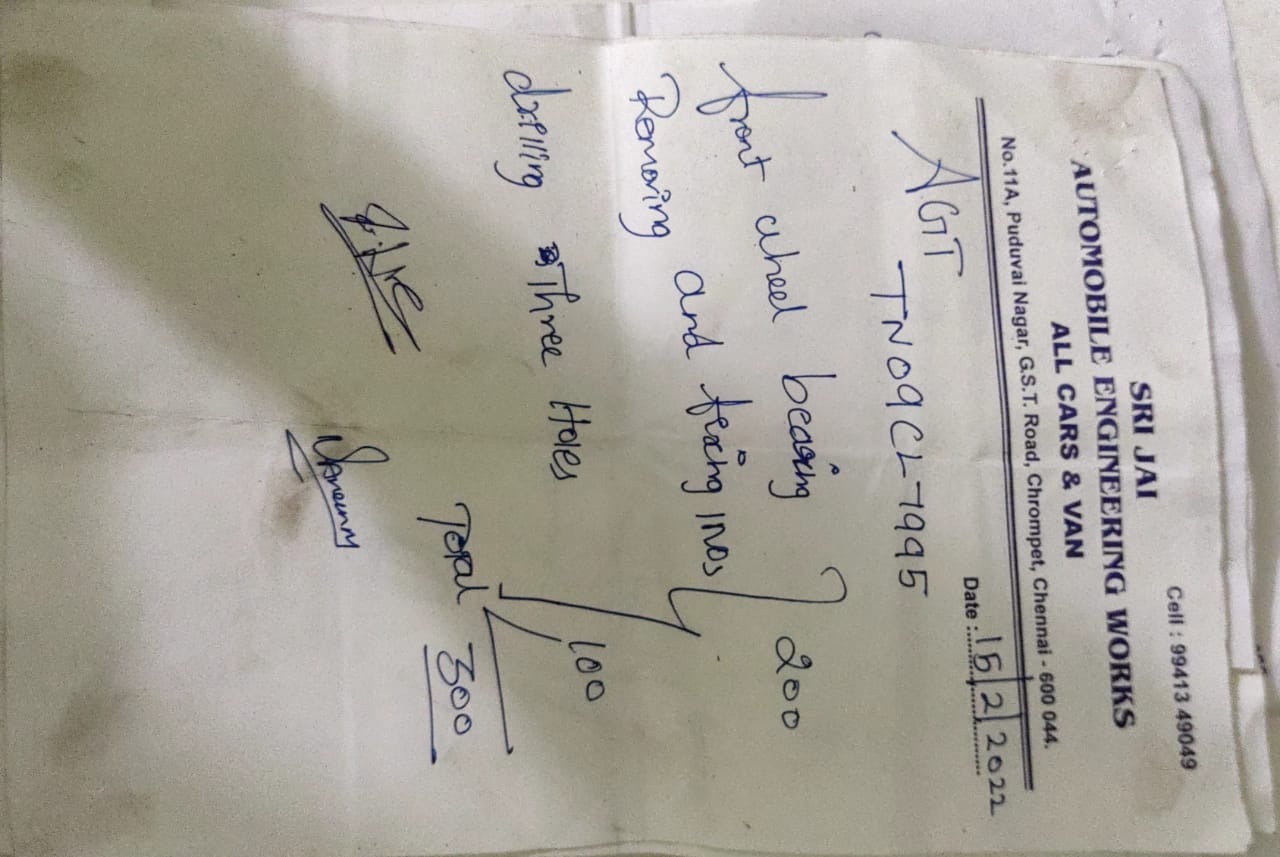 Cell : 99413 49049
SRI JAI
AUTOMOBILE ENGINEERING WORKS
ALL CARS & VAN
No.11A, Puduvai Nagar, G.S.T. Road, Chrompet, Chennai - 600 044.
Date : 15/2/2022
AGT TN09CL7995
front wheel bearing 200
Removing and fixing 1Nos
drilling Three Holes 100
Total 300